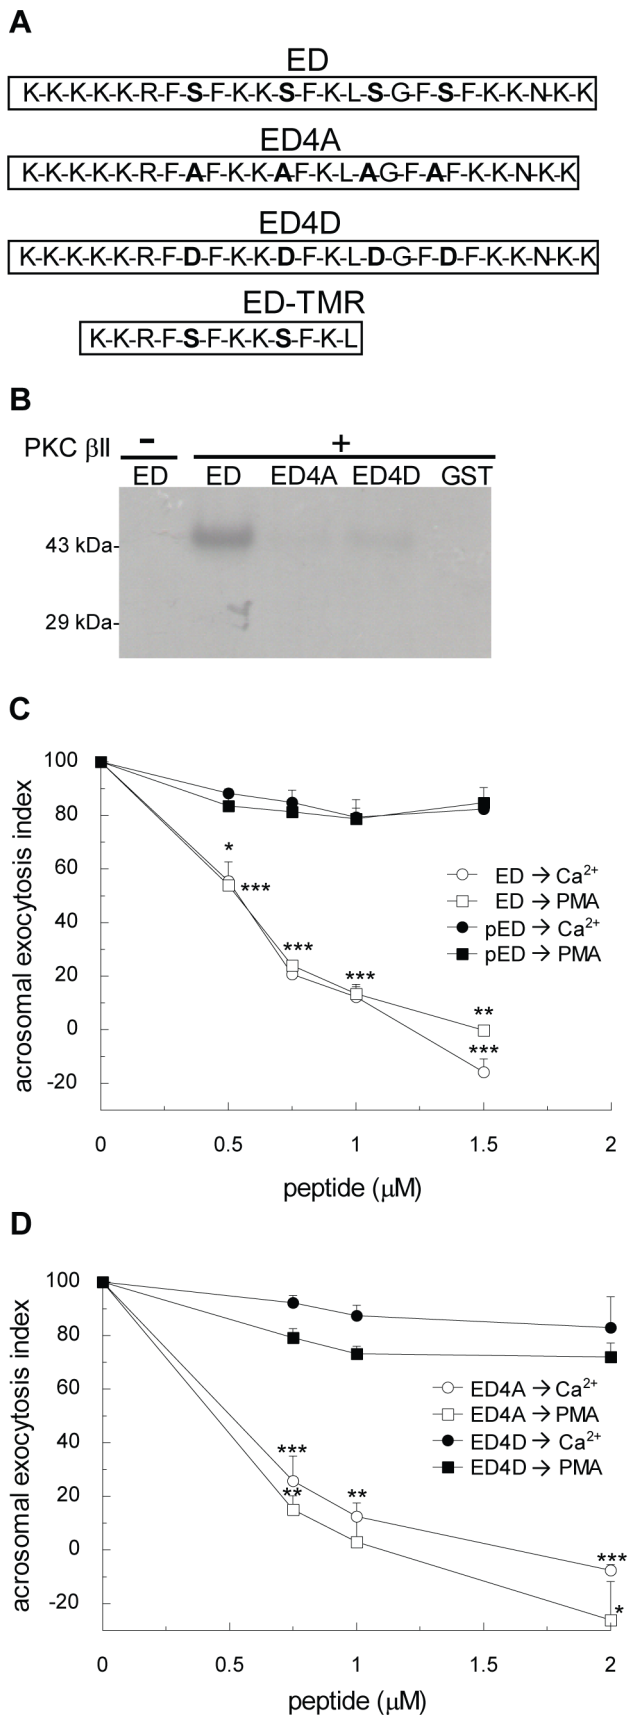 A
ED
K-K-K-K-K-R-F-S-F-K-K-S-F-K-L-S-G-F-S-F-K-K-N-K-K
ED4A
K-K-K-K-K-R-F-A-F-K-K-A-F-K-L-A-G-F-A-F-K-K-N-K-K
ED4D
K-K-K-K-K-R-F-D-F-K-K-D-F-K-L-D-G-F-D-F-K-K-N-K-K
ED-TMR
K-K-R-F-S-F-K-K-S-F-K-L
B
PKC βII - +
ED ED ED4A ED4D GST
43 kDa-
29 kDa-
C
acrosomal exocytosis index
100
80
60
40
20
0
-20
*
***
***
***
**
***
ED → Ca²⁺
ED → PMA
pED → Ca²⁺
pED → PMA
0 0.5 1 1.5 2
peptide (μM)
D
acrosomal exocytosis index
100
80
60
40
20
0
-20
***
**
**
***
*
ED4A → Ca²⁺
ED4A → PMA
ED4D → Ca²⁺
ED4D → PMA
0 0.5 1 1.5 2
peptide (μM)